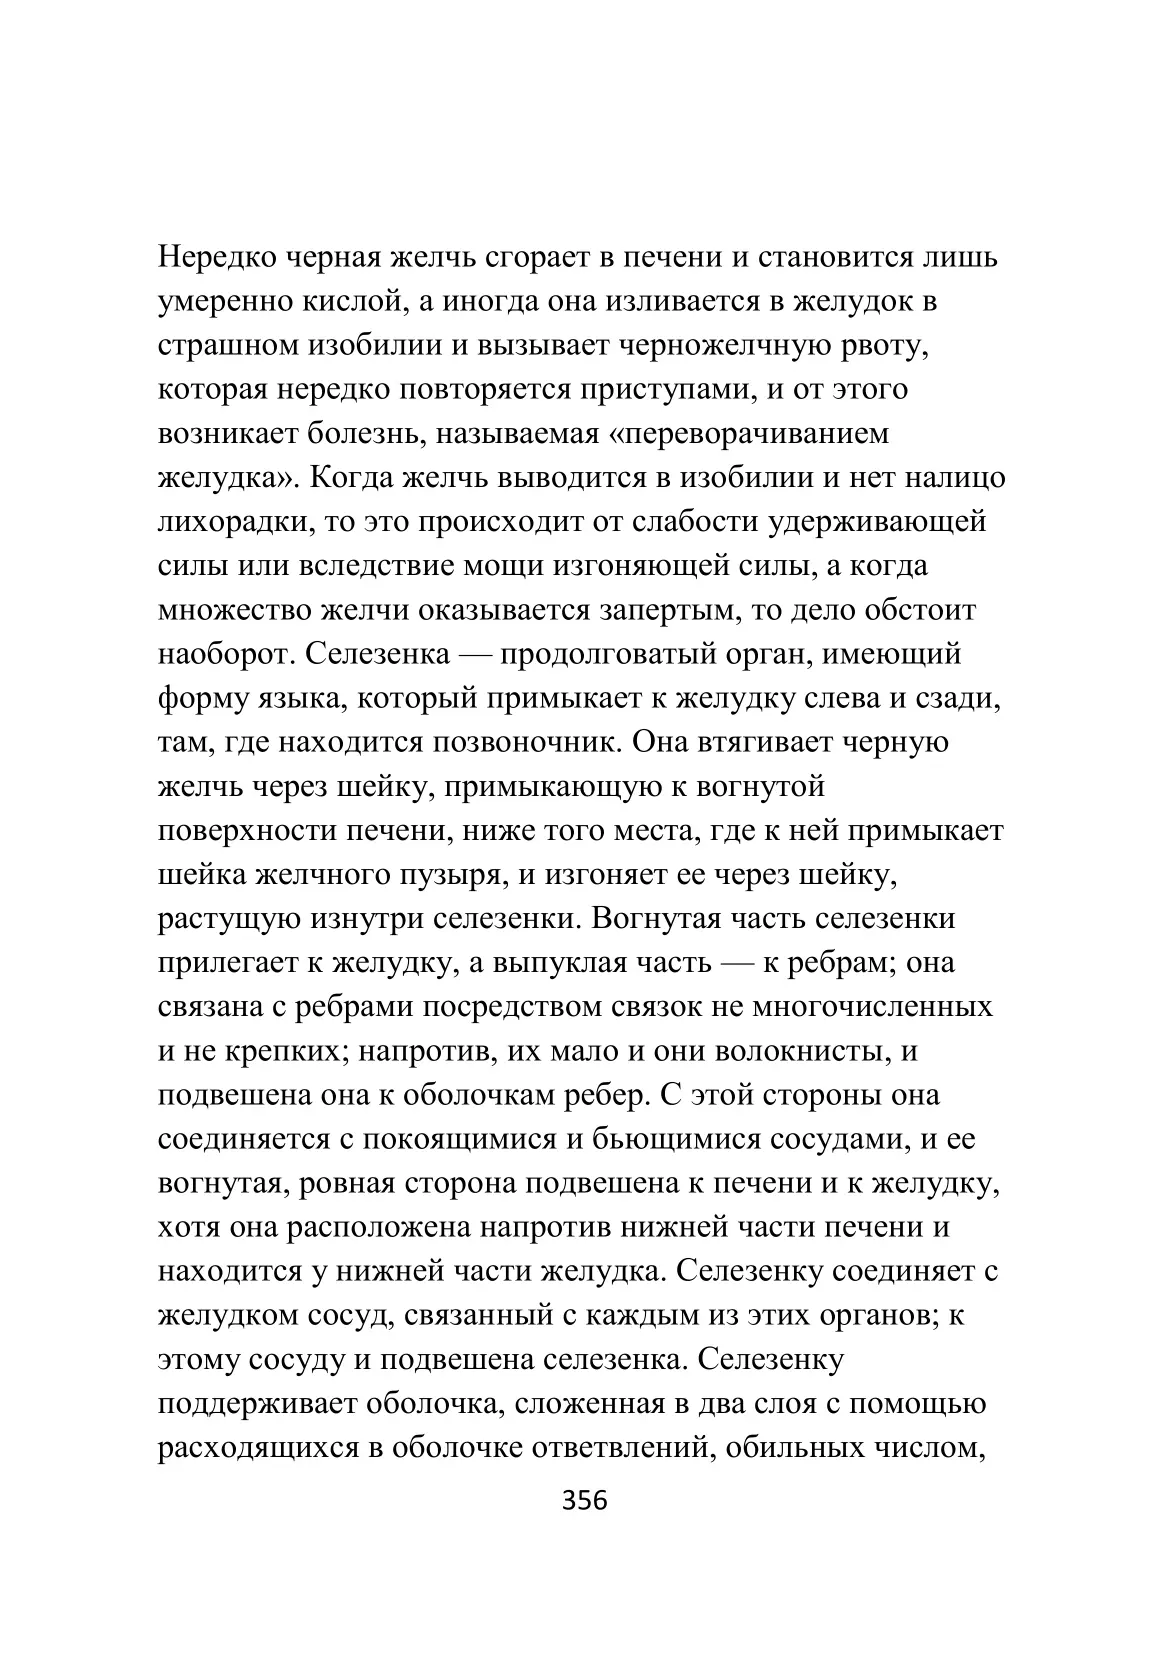 Нередко черная желчь сгорает в печени и становится лишь
умеренно кислой, а иногда она изливается в желудок в
страшном изобилии и вызывает черножелчную рвоту,
которая нередко повторяется приступами, и от этого
возникает болезнь, называемая «переворачиванием
желудка». Когда желчь выводится в изобилии и нет налицо
лихорадки, то это происходит от слабости удерживающей
силы или вследствие мощи изгоняющей силы, а когда
множество желчи оказывается запертым, то дело обстоит
наоборот. Селезенка — продолговатый орган, имеющий
форму языка, который примыкает к желудку слева и сзади,
там, где находится позвоночник. Она втягивает черную
желчь через шейку, примыкающую к вогнутой
поверхности печени, ниже того места, где к ней примыкает
шейка желчного пузыря, и изгоняет ее через шейку,
растущую изнутри селезенки. Вогнутая часть селезенки
прилегает к желудку, а выпуклая часть — к ребрам; она
связана с ребрами посредством связок не многочисленных
и не крепких; напротив, их мало и они волокнисты, и
подвешена она к оболочкам ребер. С этой стороны она
соединяется с покоящимися и бьющимися сосудами, и ее
вогнутая, ровная сторона подвешена к печени и к желудку,
хотя она расположена напротив нижней части печени и
находится у нижней части желудка. Селезенку соединяет с
желудком сосуд, связанный с каждым из этих органов; к
этому сосуду и подвешена селезенка. Селезенку
поддерживает оболочка, сложенная в два слоя с помощью
расходящихся в оболочке ответвлений, обильных числом,
356